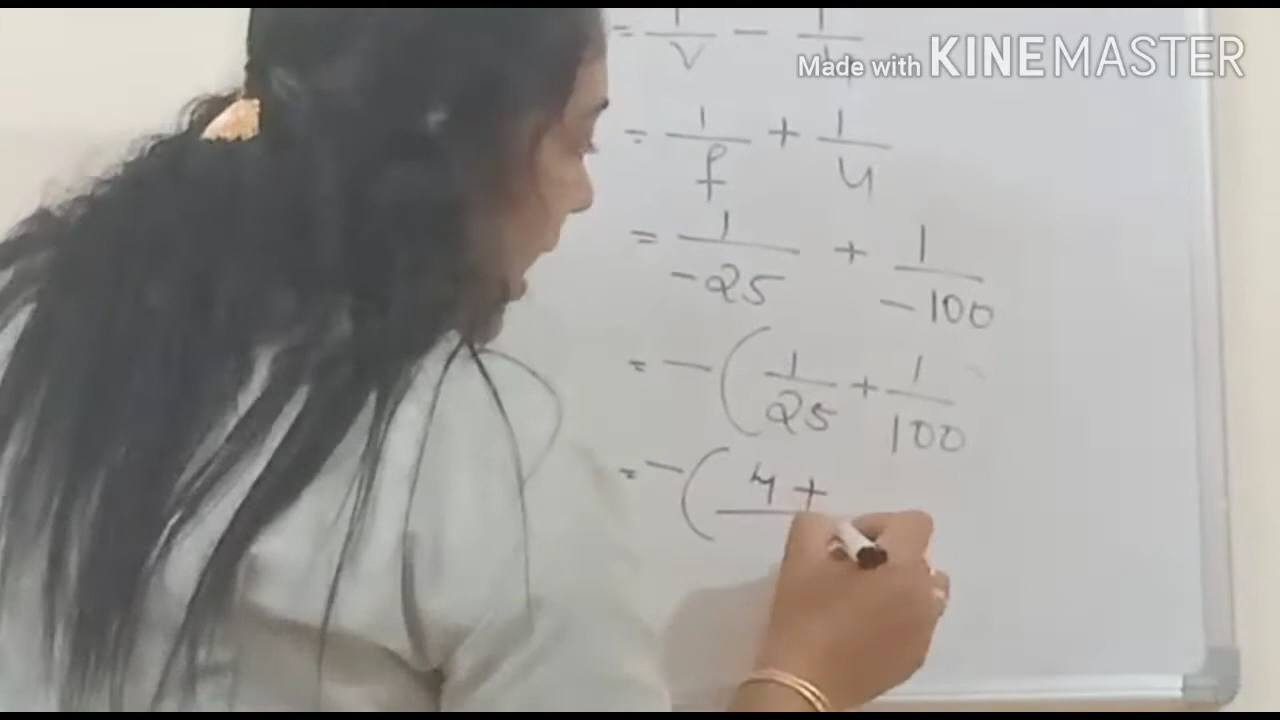 = 1/v - 1/
Made with KINEMASTER
= 1/f + 1/u
= 1/-25 + 1/-100
= - ( 1/25 + 1/100
= - ( 4 +